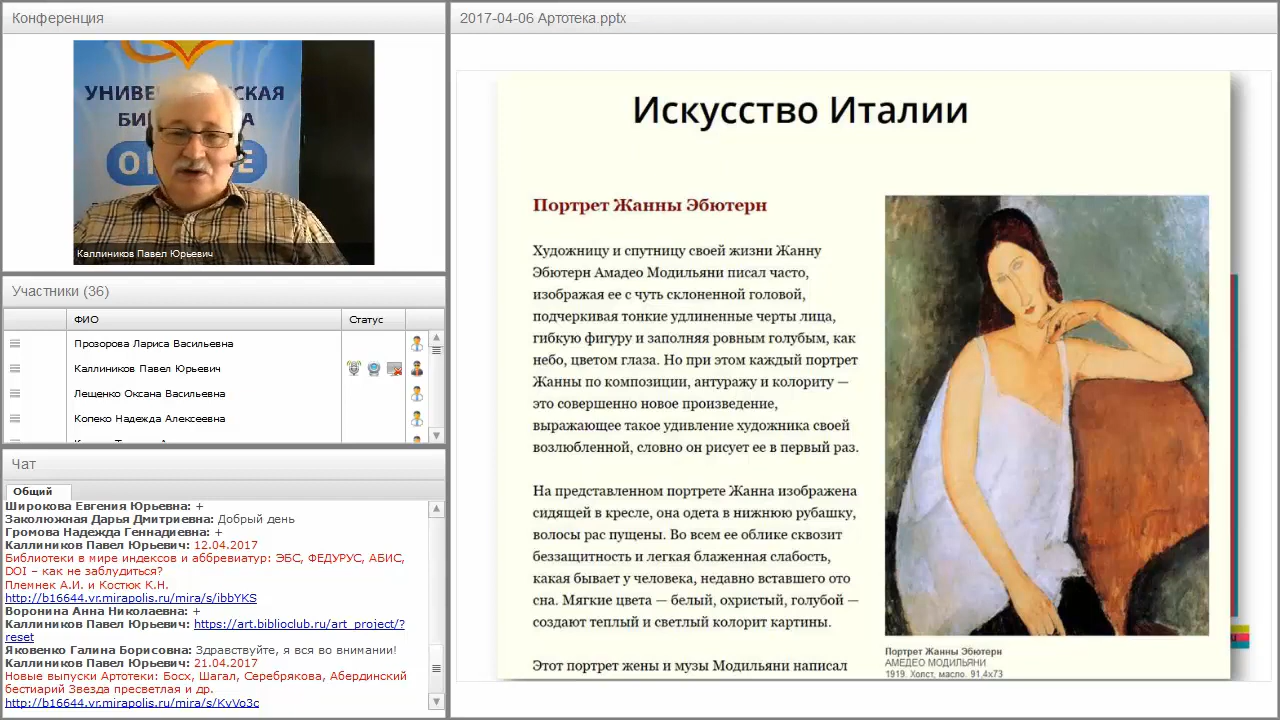 Конференция
Каллиников Павел Юрьевич
Участники (36)
ФИО
Статус
Прозорова Лариса Васильевна
Каллиников Павел Юрьевич
Лещенко Оксана Васильевна
Копеко Надежда Алексеевна
Чат
Общий
Широкова Евгения Юрьевна: +
Заколюжная Дарья Дмитриевна: Добрый день
Громова Надежда Геннадиевна: +
Каллиников Павел Юрьевич: 12.04.2017
Библиотеки в мире индексов и аббревиатур: ЭБС, ФЕДУРУС, АБИС,
DOI – как не заблудиться?
Племнек А.И. и Костюк К.Н.
http://b16644.vr.mirapolis.ru/mira/s/ibbYKS
Воронина Анна Николаевна: +
Каллиников Павел Юрьевич: https://art.biblioclub.ru/art_project/?
reset
Яковенко Галина Борисовна: Здравствуйте, я вся во внимании!
Каллиников Павел Юрьевич: 21.04.2017
Новые выпуски Артотеки: Босх, Шагал, Серебрякова, Абердинский
бестиарий Звезда пресветлая и др.
http://b16644.vr.mirapolis.ru/mira/s/KvVo3c
2017-04-06 Артотека.pptx
Искусство Италии
Портрет Жанны Эбютерн
Художницу и спутницу своей жизни Жанну
Эбютерн Амадео Модильяни писал часто,
изображая ее с чуть склоненной головой,
подчеркивая тонкие удлиненные черты лица,
гибкую фигуру и заполняя ровным голубым, как
небо, цветом глаза. Но при этом каждый портрет
Жанны по композиции, антуражу и колориту —
это совершенно новое произведение,
выражающее такое удивление художника своей
возлюбленной, словно он рисует ее в первый раз.
На представленном портрете Жанна изображена
сидящей в кресле, она одета в нижнюю рубашку,
волосы рас пущены. Во всем ее облике сквозит
беззащитность и легкая блаженная слабость,
какая бывает у человека, недавно вставшего ото
сна. Мягкие цвета — белый, охристый, голубой —
создают теплый и светлый колорит картины.
Этот портрет жены и музы Модильяни написал
Портрет Жанны Эбютерн
АМЕДЕО МОДИЛЬЯНИ
1919. Холст, масло. 91,4x73